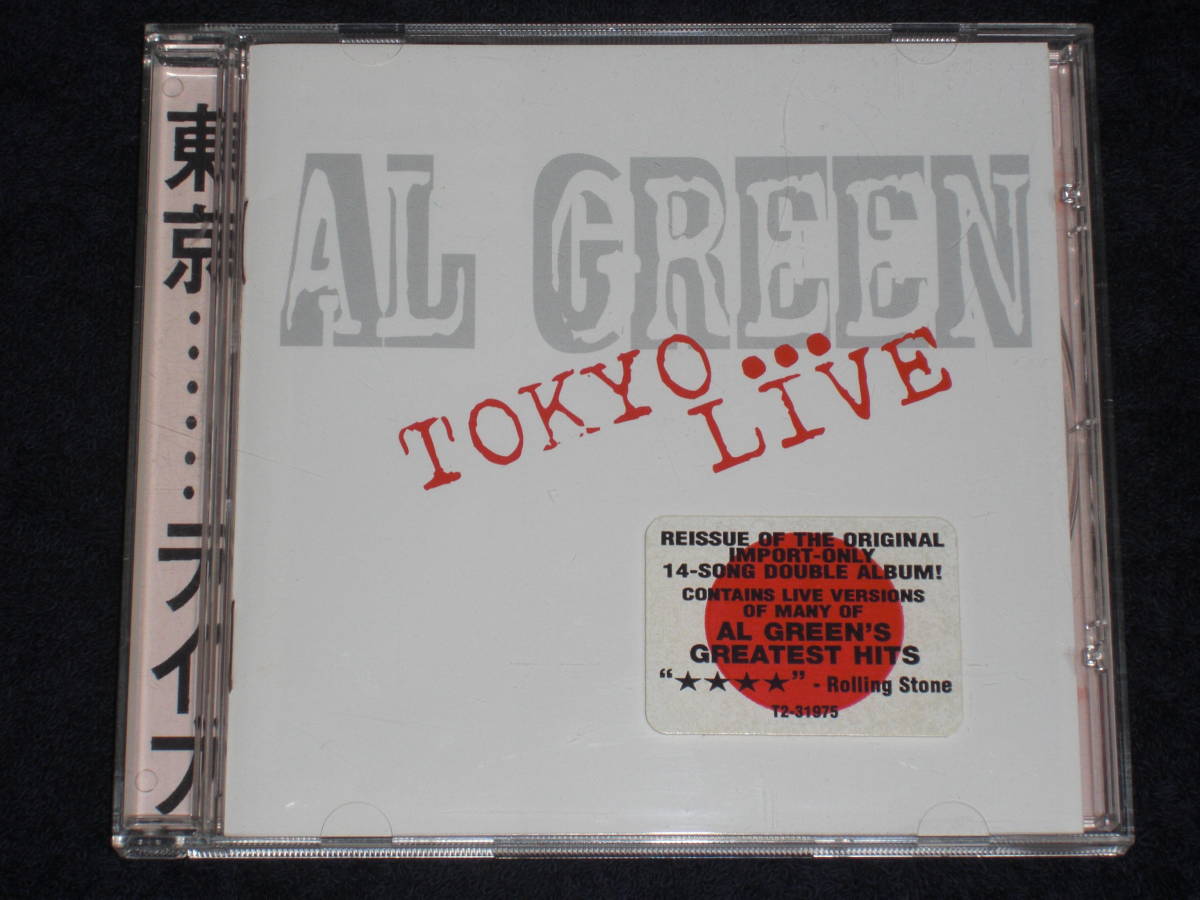 東京……ライブ
AL GREEN
TOKYO...
LIVE
REISSUE OF THE ORIGINAL
IMPORT-ONLY
14-SONG DOUBLE ALBUM!
CONTAINS LIVE VERSIONS
OF MANY OF
AL GREEN'S
GREATEST HITS
"★★★★" - Rolling Stone
T2-31975